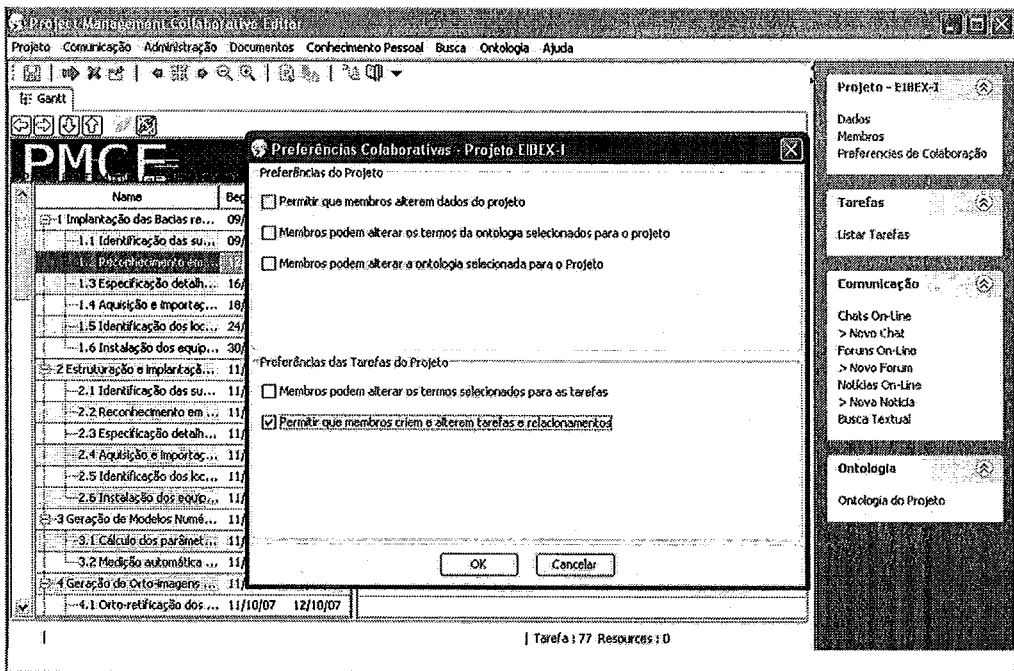 Project Management Collaborative Editor
Projeto Comunicação Administração Documentos Conhecimento Pessoal Busca Ontologia Ajuda
Gantt
PMCE
Name
1 Implantação das Bacias re... 09/
1.1 Identificação das su... 09/
Reconhecimento em...
1.3 Especificação detalh... 16/
1.4 Aquisição e importaç... 18/
1.5 Identificação dos loc... 24/
1.6 Instalação dos equip... 30/
2 Estruturação e implantaçã... 11/
2.1 Identificação das su... 11/
2.2 Reconhecimento em ... 11/
2.3 Especificação detalh... 11/
2.4 Aquisição e importaç... 11/
2.5 Identificação dos loc... 11/
2.6 Instalação dos equip... 11/
3 Geração de Modelos Numé... 11/
3.1 Cálculo dos parâmet... 11/
3.2 Medição automática ... 11/
4 Geração de Orto-imagens ... 11/
4.1 Orto-retificação dos ... 11/10/07 12/10/07
Preferências Colaborativas - Projeto EIBEX-I
Preferências do Projeto
Permitir que membros alterem dados do projeto
Membros podem alterar os termos da ontologia selecionados para o projeto
Membros podem alterar a ontologia selecionada para o Projeto
Preferências das Tarefas do Projeto
Membros podem alterar os termos selecionados para as tarefas
Permitir que membros criem e alterem tarefas e relacionamentos
OK Cancelar
Projeto - EIBEX-I
Dados
Membros
Preferencias de Colaboração
Tarefas
Listar Tarefas
Comunicação
Chats On-Line
> Novo Chat
Foruns On-Line
> Novo Forum
Notícias On-Line
> Nova Notícia
Busca Textual
Ontologia
Ontologia do Projeto
Tarefa : 77 Resources : 0